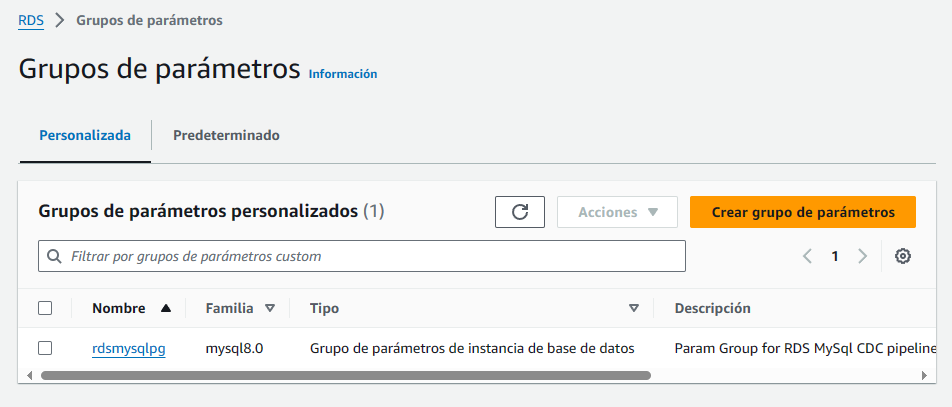 RDS > Grupos de parámetros
Grupos de parámetros Información
Personalizada Predeterminado
Grupos de parámetros personalizados (1) Acciones Crear grupo de parámetros
Filtrar por grupos de parámetros custom 1
Nombre Familia Tipo Descripción
rdsmysqlpg mysql8.0 Grupo de parámetros de instancia de base de datos Param Group for RDS MySql CDC pipeline